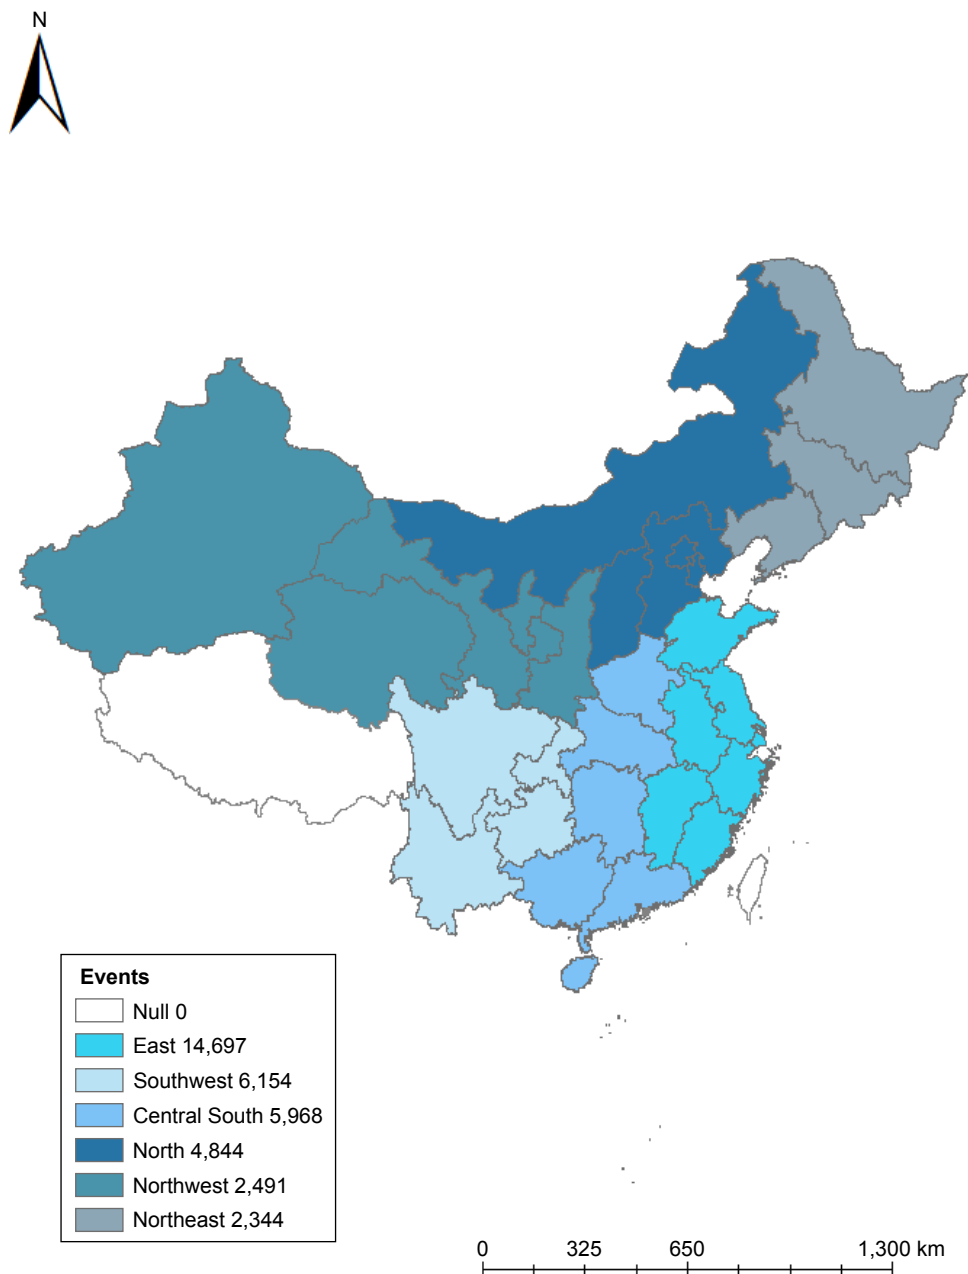 N
Events
Null 0
East 14,697
Southwest 6,154
Central South 5,968
North 4,844
Northwest 2,491
Northeast 2,344
0 325 650 1,300 km